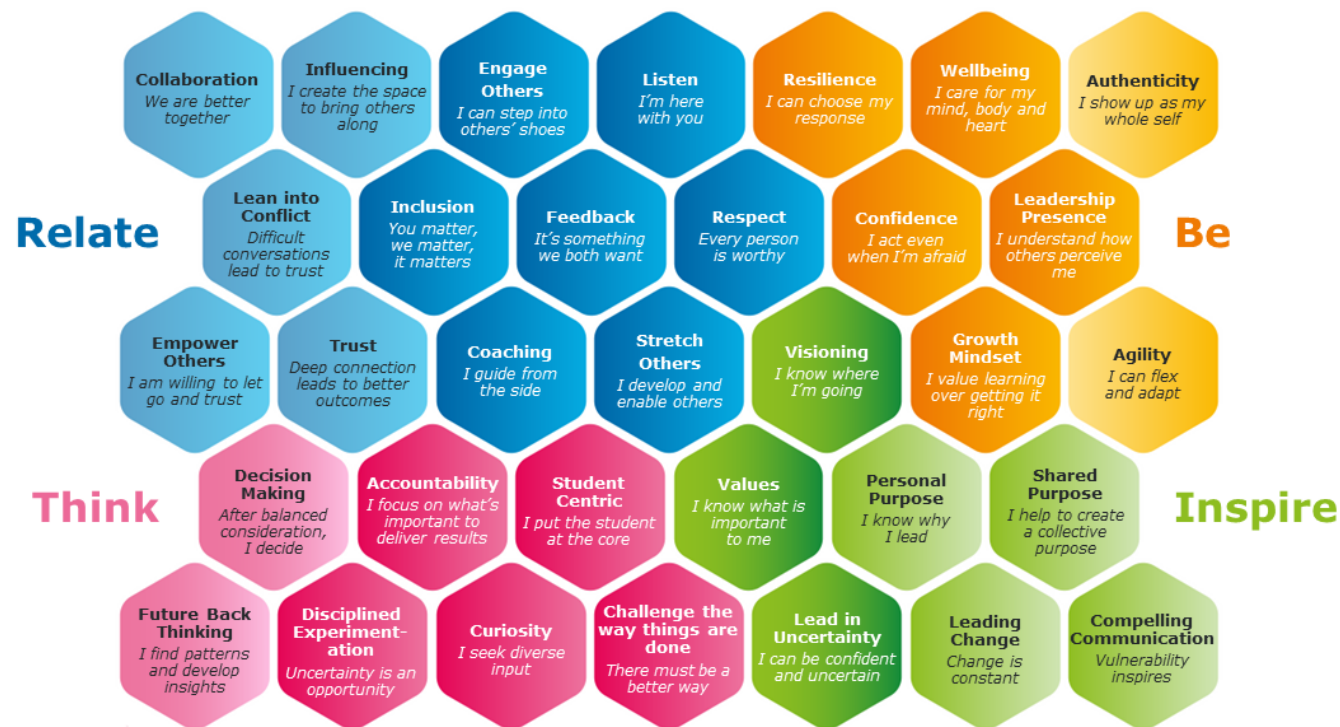 Collaboration
We are better
together
Influencing
I create the space
to bring others
along
Engage
Others
I can step into
others’ shoes
Listen
I’m here
with you
Resilience
I can choose my
response
Wellbeing
I care for my
mind, body and
heart
Authenticity
I show up as my
whole self
Relate
Lean into
Conflict
Difficult
conversations
lead to trust
Inclusion
You matter,
we matter,
it matters
Feedback
It’s something
we both want
Respect
Every person
is worthy
Confidence
I act even
when I’m afraid
Leadership
Presence
I understand how
others perceive
me
Be
Empower
Others
I am willing to let
go and trust
Trust
Deep connection
leads to better
outcomes
Coaching
I guide from
the side
Stretch
Others
I develop and
enable others
Visioning
I know where
I’m going
Growth
Mindset
I value learning
over getting it
right
Agility
I can flex
and adapt
Think
Decision
Making
After balanced
consideration,
I decide
Accountability
I focus on what’s
important to
deliver results
Student
Centric
I put the student
at the core
Values
I know what is
important
to me
Personal
Purpose
I know why
I lead
Shared
Purpose
I help to create
a collective
purpose
Inspire
Future Back
Thinking
I find patterns
and develop
insights
Disciplined
Experiment-
ation
Uncertainty is an
opportunity
Curiosity
I seek diverse
input
Challenge the
way things are
done
There must be a
better way
Lead in
Uncertainty
I can be confident
and uncertain
Leading
Change
Change is
constant
Compelling
Communication
Vulnerability
inspires